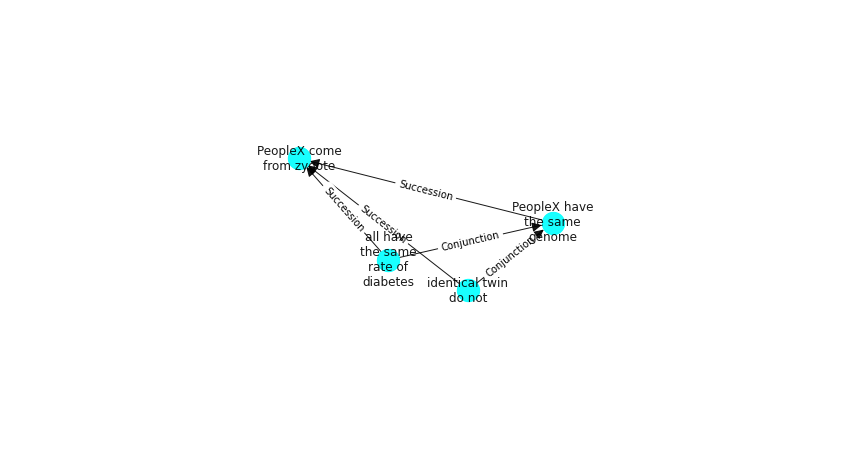 PeopleX come
from zygote
Succession
PeopleX have
the same
genome
Succession
Succession
Conjunction
Conjunction
all have
the same
rate of
diabetes
identical twin
do not